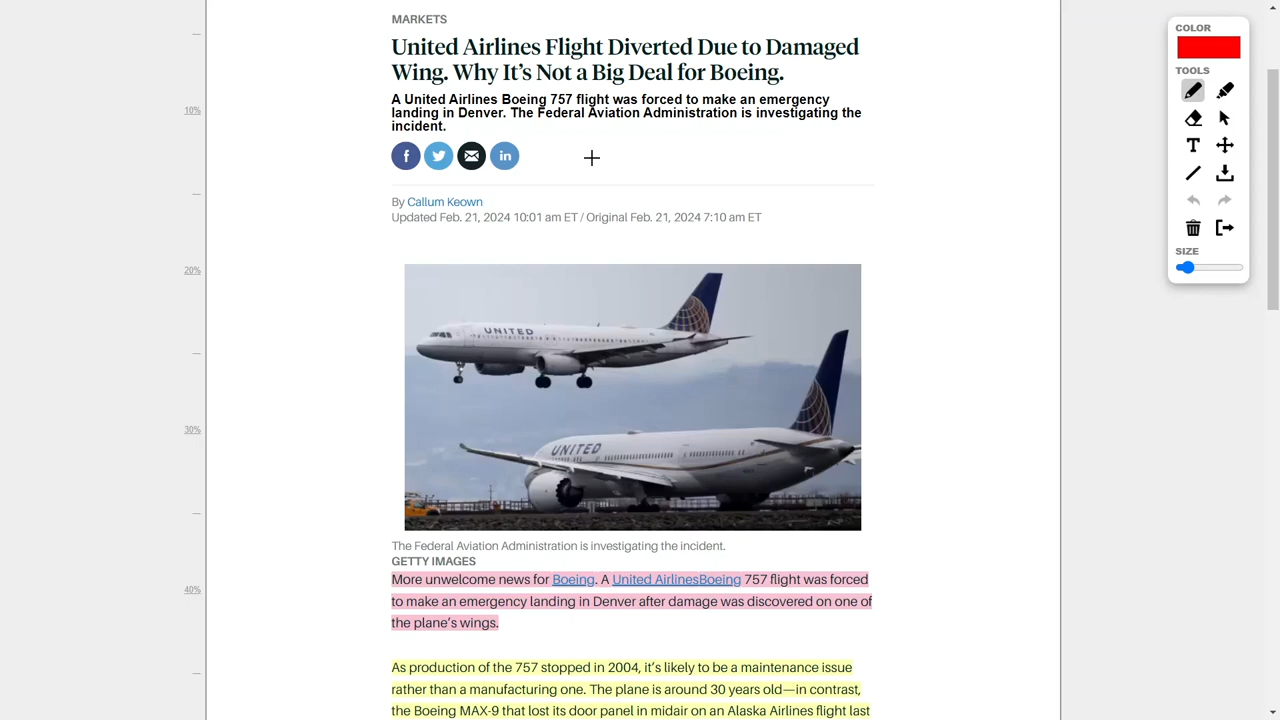 MARKETS
United Airlines Flight Diverted Due to Damaged
Wing. Why It’s Not a Big Deal for Boeing.
A United Airlines Boeing 757 flight was forced to make an emergency
landing in Denver. The Federal Aviation Administration is investigating the
incident.
By Callum Keown
Updated Feb. 21, 2024 10:01 am ET / Original Feb. 21, 2024 7:10 am ET
UNITED
UNITED
The Federal Aviation Administration is investigating the incident.
GETTY IMAGES
More unwelcome news for Boeing. A United AirlinesBoeing 757 flight was forced
to make an emergency landing in Denver after damage was discovered on one of
the plane’s wings.
As production of the 757 stopped in 2004, it’s likely to be a maintenance issue
rather than a manufacturing one. The plane is around 30 years old—in contrast,
the Boeing MAX-9 that lost its door panel in midair on an Alaska Airlines flight last
10%
20%
30%
40%
COLOR
TOOLS
T
SIZE